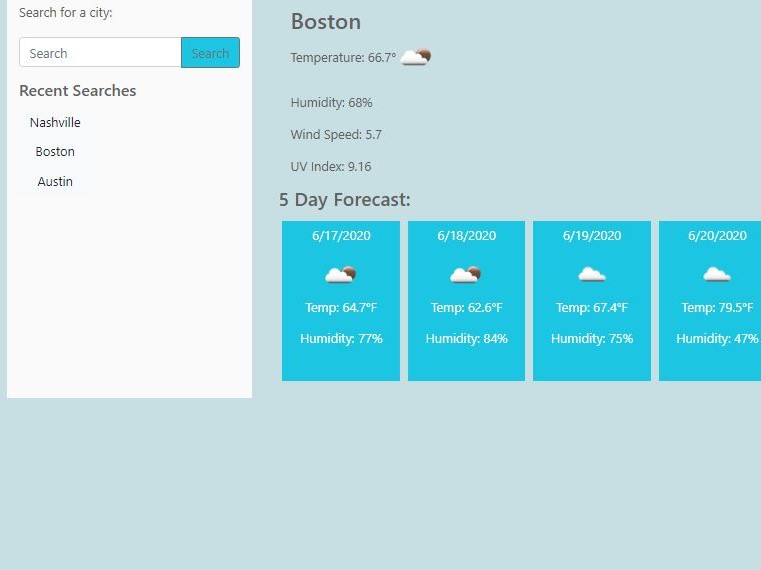 Search for a city:
Search
Search
Recent Searches
Nashville
Boston
Austin
Boston
Temperature: 66.7°
Humidity: 68%
Wind Speed: 5.7
UV Index: 9.16
5 Day Forecast:
6/17/2020
Temp: 64.7°F
Humidity: 77%
6/18/2020
Temp: 62.6°F
Humidity: 84%
6/19/2020
Temp: 67.4°F
Humidity: 75%
6/20/2020
Temp: 79.5°F
Humidity: 47%